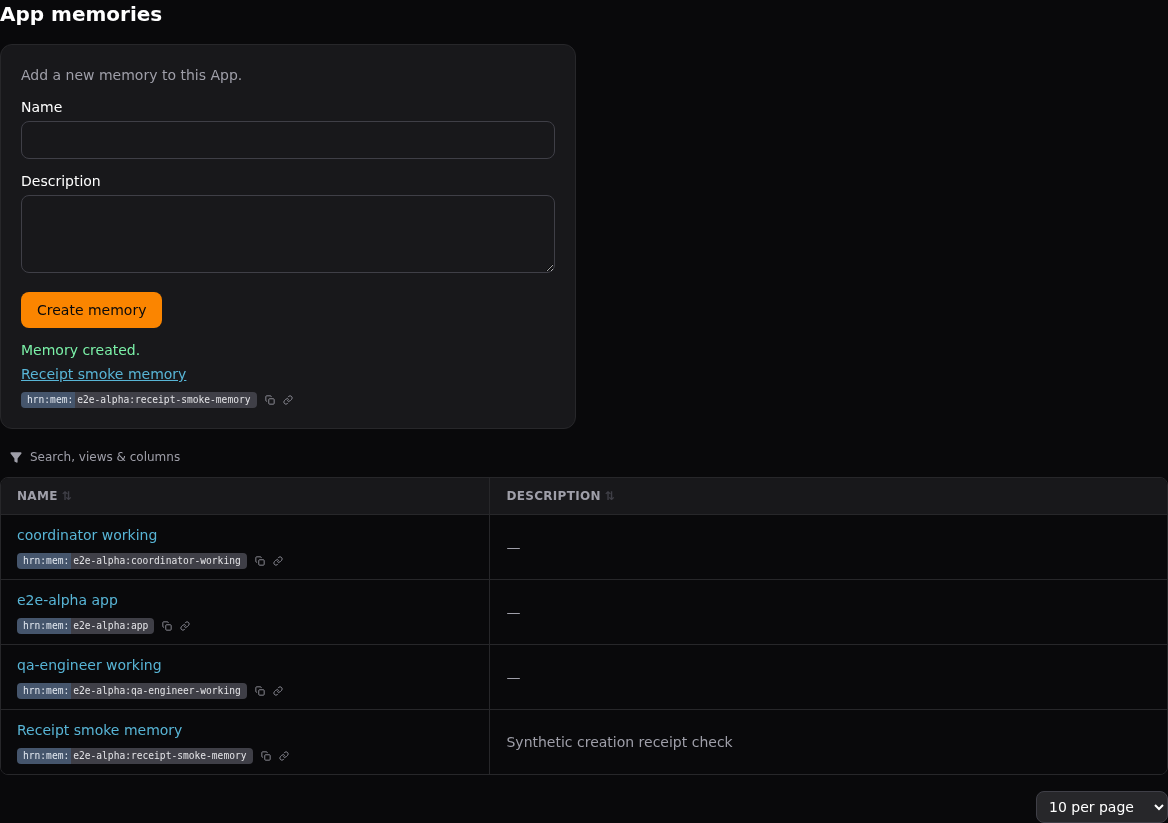 App memories
Add a new memory to this App.
Name
Description
Create memory
Memory created.
Receipt smoke memory
hrn:mem: e2e-alpha:receipt-smoke-memory
Search, views & columns
NAME DESCRIPTION
coordinator working
hrn:mem: e2e-alpha:coordinator-working
—
e2e-alpha app
hrn:mem: e2e-alpha:app
—
qa-engineer working
hrn:mem: e2e-alpha:qa-engineer-working
—
Receipt smoke memory
hrn:mem: e2e-alpha:receipt-smoke-memory
Synthetic creation receipt check
10 per page